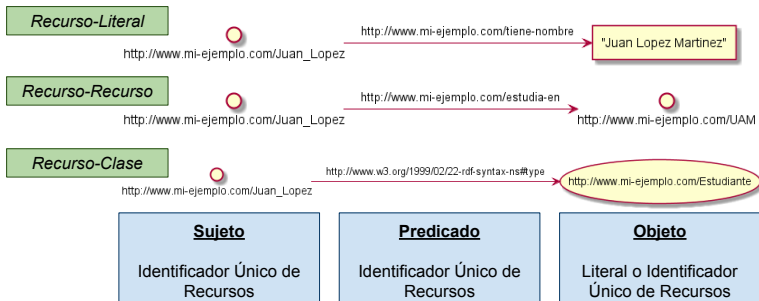 Recurso-Literal
http://www.mi-ejemplo.com/tiene-nombre
"Juan Lopez Martinez"
http://www.mi-ejemplo.com/Juan_Lopez
Recurso-Recurso
http://www.mi-ejemplo.com/estudia-en
http://www.mi-ejemplo.com/Juan_Lopez
http://www.mi-ejemplo.com/UAM
Recurso-Clase
http://www.w3.org/1999/02/22-rdf-syntax-ns#type
http://www.mi-ejemplo.com/Estudiante
http://www.mi-ejemplo.com/Juan_Lopez
Sujeto
Identificador Único de
Recursos
Predicado
Identificador Único de
Recursos
Objeto
Literal o Identificador
Único de Recursos